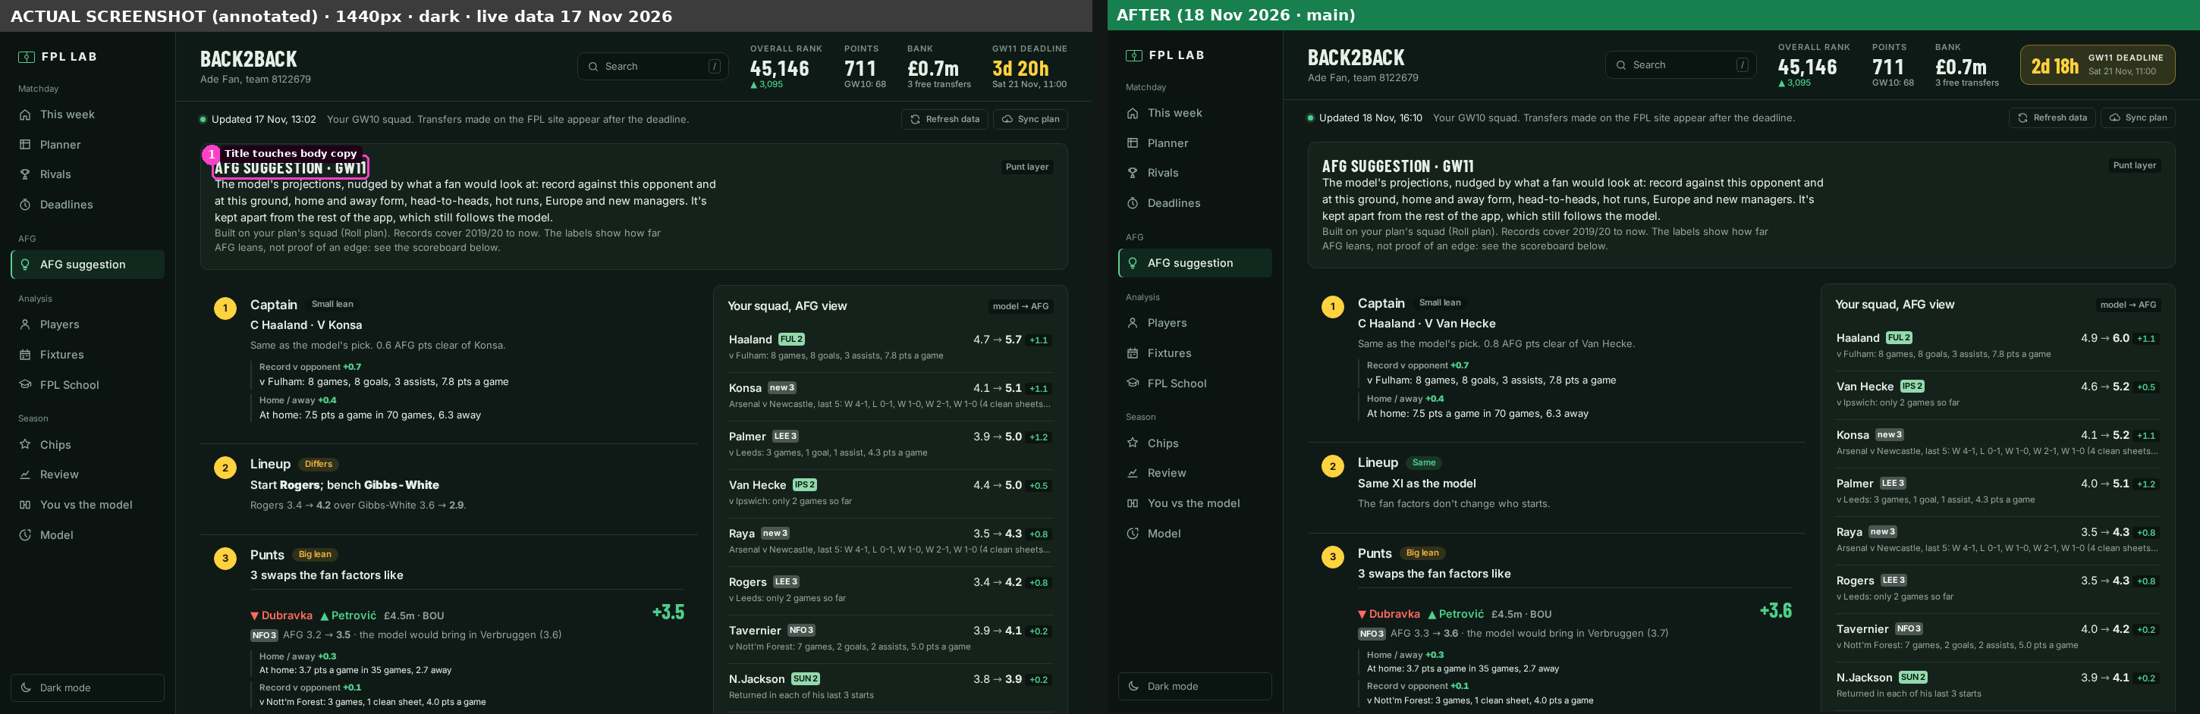 ACTUAL SCREENSHOT (annotated) · 1440px · dark · live data 17 Nov 2026
FPL LAB
Matchday
This week
Planner
Rivals
Deadlines
AFG
AFG suggestion
Analysis
Players
Fixtures
FPL School
Season
Chips
Review
You vs the model
Model
Dark mode
BACK2BACK
Ade Fan, team 8122679
Search /
OVERALL RANK
45,146
▲ 3,095
POINTS
711
GW10: 68
BANK
£0.7m
3 free transfers
GW11 DEADLINE
3d 20h
Sat 21 Nov, 11:00
Updated 17 Nov, 13:02 Your GW10 squad. Transfers made on the FPL site appear after the deadline.
Refresh data
Sync plan
1 Title touches body copy
AFG SUGGESTION · GW11
Punt layer
The model's projections, nudged by what a fan would look at: record against this opponent and
at this ground, home and away form, head-to-heads, hot runs, Europe and new managers. It's
kept apart from the rest of the app, which still follows the model.
Built on your plan's squad (Roll plan). Records cover 2019/20 to now. The labels show how far
AFG leans, not proof of an edge: see the scoreboard below.
1 Captain Small lean
C Haaland · V Konsa
Same as the model's pick. 0.6 AFG pts clear of Konsa.
Record v opponent +0.7
v Fulham: 8 games, 8 goals, 3 assists, 7.8 pts a game
Home / away +0.4
At home: 7.5 pts a game in 70 games, 6.3 away
2 Lineup Differs
Start Rogers; bench Gibbs-White
Rogers 3.4 → 4.2 over Gibbs-White 3.6 → 2.9.
3 Punts Big lean
3 swaps the fan factors like
▼ Dubravka ▲ Petrović £4.5m · BOU +3.5
NFO 3 AFG 3.2 → 3.5 · the model would bring in Verbruggen (3.6)
Home / away +0.3
At home: 3.7 pts a game in 35 games, 2.7 away
Record v opponent +0.1
v Nott'm Forest: 3 games, 1 clean sheet, 4.0 pts a game
Your squad, AFG view model → AFG
Haaland FUL 2 4.7 → 5.7 +1.1
v Fulham: 8 games, 8 goals, 3 assists, 7.8 pts a game
Konsa new 3 4.1 → 5.1 +1.1
Arsenal v Newcastle, last 5: W 4-1, L 0-1, W 1-0, W 2-1, W 1-0 (4 clean sheets...
Palmer LEE 3 3.9 → 5.0 +1.2
v Leeds: 3 games, 1 goal, 1 assist, 4.3 pts a game
Van Hecke IPS 2 4.4 → 5.0 +0.5
v Ipswich: only 2 games so far
Raya new 3 3.5 → 4.3 +0.8
Arsenal v Newcastle, last 5: W 4-1, L 0-1, W 1-0, W 2-1, W 1-0 (4 clean sheets...
Rogers LEE 3 3.4 → 4.2 +0.8
v Leeds: only 2 games so far
Tavernier NFO 3 3.9 → 4.1 +0.2
v Nott'm Forest: 7 games, 2 goals, 2 assists, 5.0 pts a game
N.Jackson SUN 2 3.8 → 3.9 +0.2
Returned in each of his last 3 starts
AFTER (18 Nov 2026 · main)
FPL LAB
Matchday
This week
Planner
Rivals
Deadlines
AFG
AFG suggestion
Analysis
Players
Fixtures
FPL School
Season
Chips
Review
You vs the model
Model
Dark mode
BACK2BACK
Ade Fan, team 8122679
Search /
OVERALL RANK
45,146
▲ 3,095
POINTS
711
GW10: 68
BANK
£0.7m
3 free transfers
2d 18h
GW11 DEADLINE
Sat 21 Nov, 11:00
Updated 18 Nov, 16:10 Your GW10 squad. Transfers made on the FPL site appear after the deadline.
Refresh data
Sync plan
AFG SUGGESTION · GW11
Punt layer
The model's projections, nudged by what a fan would look at: record against this opponent and
at this ground, home and away form, head-to-heads, hot runs, Europe and new managers. It's
kept apart from the rest of the app, which still follows the model.
Built on your plan's squad (Roll plan). Records cover 2019/20 to now. The labels show how far
AFG leans, not proof of an edge: see the scoreboard below.
1 Captain Small lean
C Haaland · V Van Hecke
Same as the model's pick. 0.8 AFG pts clear of Van Hecke.
Record v opponent +0.7
v Fulham: 8 games, 8 goals, 3 assists, 7.8 pts a game
Home / away +0.4
At home: 7.5 pts a game in 70 games, 6.3 away
2 Lineup Same
Same XI as the model
The fan factors don't change who starts.
3 Punts Big lean
3 swaps the fan factors like
▼ Dubravka ▲ Petrović £4.5m · BOU +3.6
NFO 3 AFG 3.3 → 3.6 · the model would bring in Verbruggen (3.7)
Home / away +0.3
At home: 3.7 pts a game in 35 games, 2.7 away
Record v opponent +0.1
v Nott'm Forest: 3 games, 1 clean sheet, 4.0 pts a game
Your squad, AFG view model → AFG
Haaland FUL 2 4.9 → 6.0 +1.1
v Fulham: 8 games, 8 goals, 3 assists, 7.8 pts a game
Van Hecke IPS 2 4.6 → 5.2 +0.5
v Ipswich: only 2 games so far
Konsa new 3 4.1 → 5.2 +1.1
Arsenal v Newcastle, last 5: W 4-1, L 0-1, W 1-0, W 2-1, W 1-0 (4 clean sheets...
Palmer LEE 3 4.0 → 5.1 +1.2
v Leeds: 3 games, 1 goal, 1 assist, 4.3 pts a game
Raya new 3 3.5 → 4.3 +0.8
Arsenal v Newcastle, last 5: W 4-1, L 0-1, W 1-0, W 2-1, W 1-0 (4 clean sheets...
Rogers LEE 3 3.5 → 4.3 +0.8
v Leeds: only 2 games so far
Tavernier NFO 3 4.0 → 4.2 +0.2
v Nott'm Forest: 7 games, 2 goals, 2 assists, 5.0 pts a game
N.Jackson SUN 2 3.9 → 4.1 +0.2
Returned in each of his last 3 starts